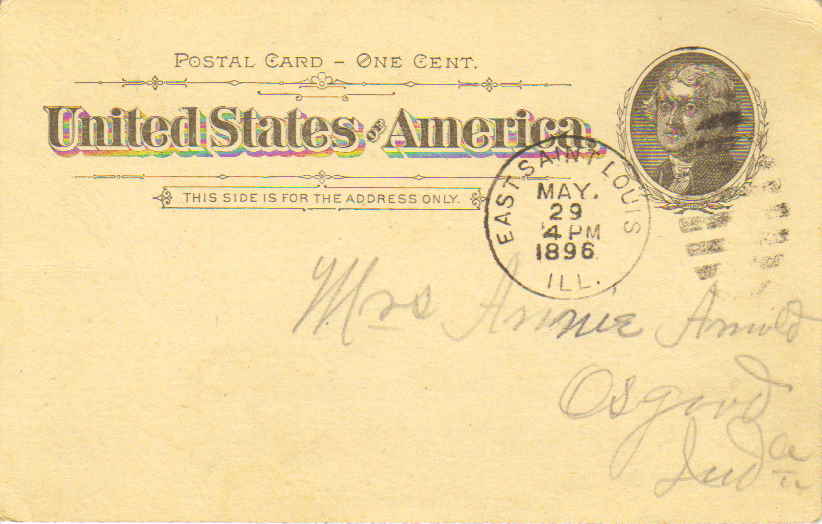 POSTAL CARD - ONE CENT.
United States of America.
THIS SIDE IS FOR THE ADDRESS ONLY.
EAST SAINT LOUIS
MAY.
29
4 PM
1896
ILL.
Mrs Annie Arnold
Osgood
Inda